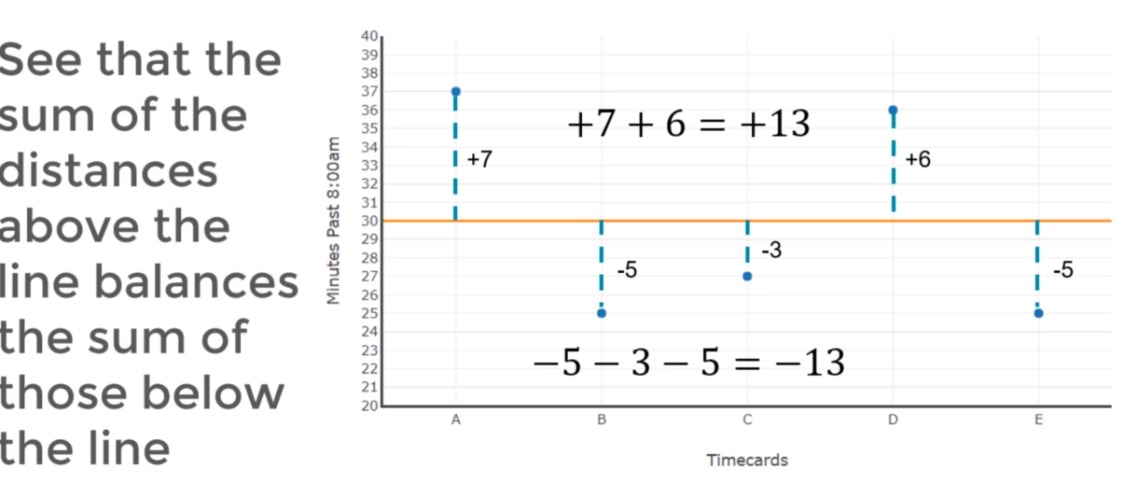 See that the
sum of the
distances
above the
line balances
the sum of
those below
the line
Minutes Past 8:00am
40
39
38
37
36
35
34
33
32
31
30
29
28
27
26
25
24
23
22
21
20
+7 + 6 = +13
+7
+6
-5
-3
-5
−5 − 3 − 5 = −13
A B C D E
Timecards